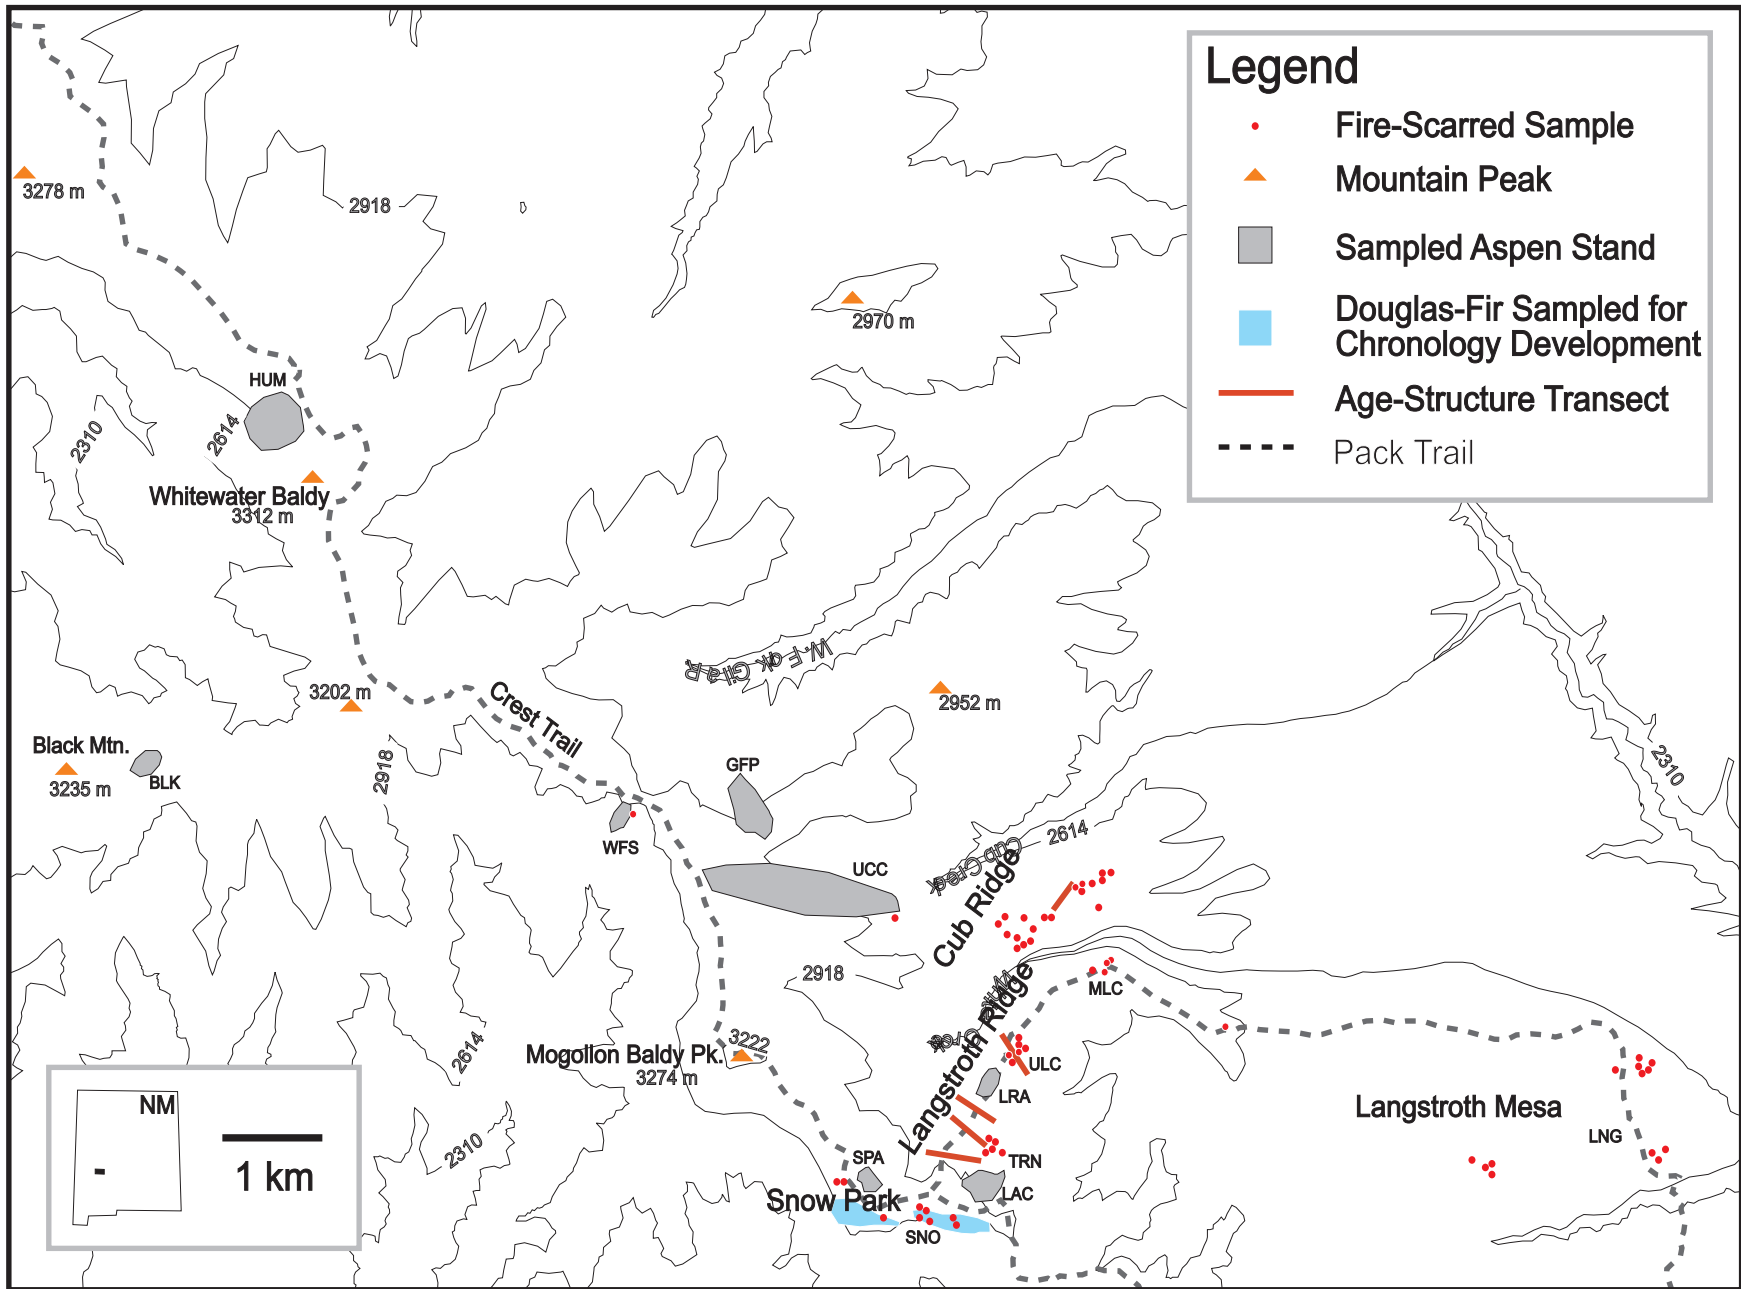 Legend
Fire-Scarred Sample
Mountain Peak
Sampled Aspen Stand
Douglas-Fir Sampled for
Chronology Development
Age-Structure Transect
Pack Trail
3278 m
2918
2970 m
HUM
2614
2310
Whitewater Baldy
3312 m
W. F rk Gila R.
3202 m
Crest Trail
2952 m
Black Mtn.
3235 m
BLK
2918
GFP
2310
WFS
UCC
Cub Creek
2614
Cub Ridge
2918
MLC
Langstroth Ridge
3222
Mogollon Baldy Pk.
3274 m
2614
ULC
LRA
Langstroth Mesa
LNG
NM
1 km
2310
SPA
TRN
LAC
Snow Park
SNO